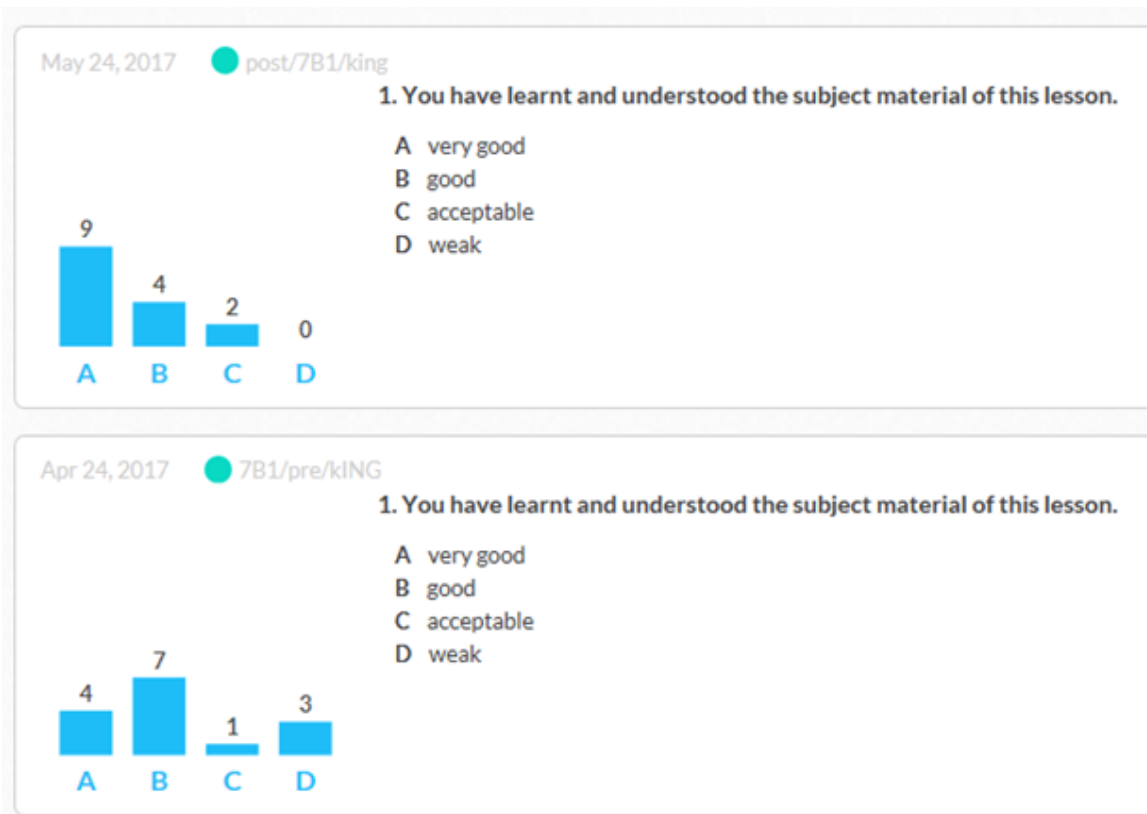 May 24, 2017 post/7B1/king
1. You have learnt and understood the subject material of this lesson.
A very good
B good
C acceptable
D weak
9
4
2
0
A B C D
Apr 24, 2017 7B1/pre/kING
1. You have learnt and understood the subject material of this lesson.
A very good
B good
C acceptable
D weak
7
4
3
1
A B C D